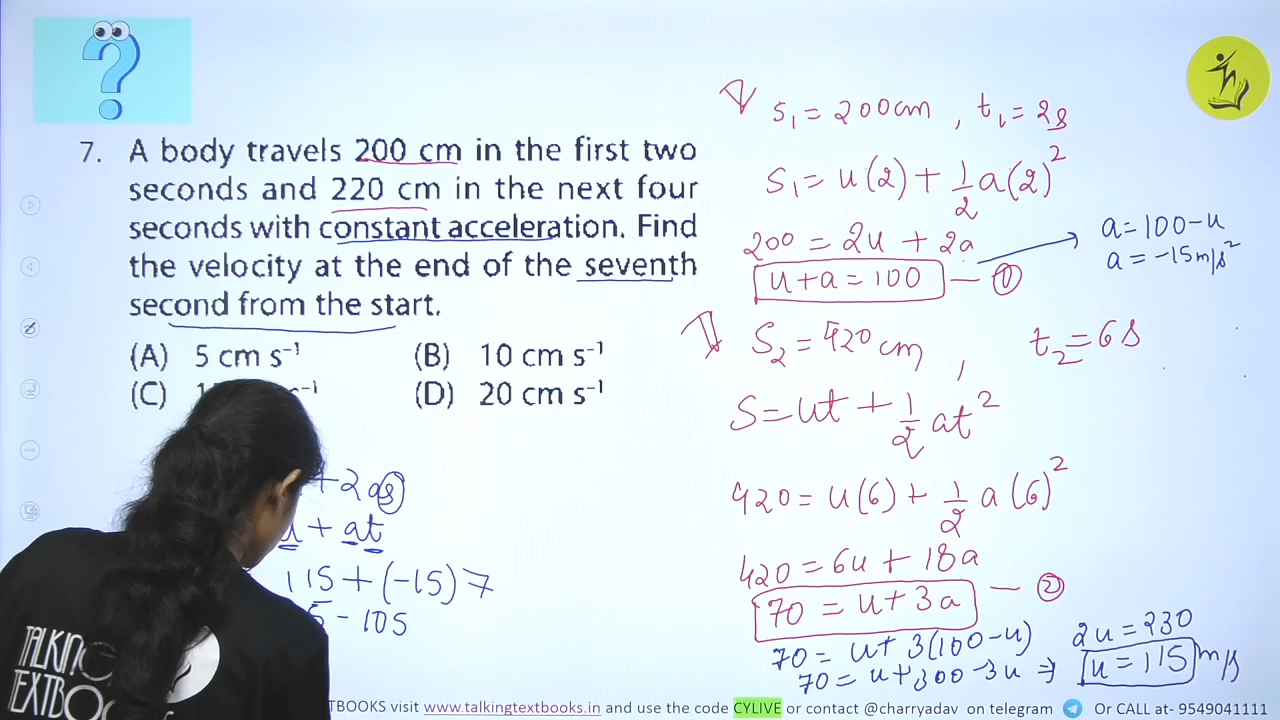 7. A body travels 200 cm in the first two
seconds and 220 cm in the next four
seconds with constant acceleration. Find
the velocity at the end of the seventh
second from the start.
(A) 5 cm s⁻¹ (B) 10 cm s⁻¹
(C) (D) 20 cm s⁻¹
+2as
u + at
115 + (-15) 7
5 - 105
I S₁ = 200cm , t₁ = 2s
S₁ = u(2) + 1/2 a(2)²
200 = 2u + 2a
u + a = 100 — ①
a = 100 - u
a = -15 m/s²
II S₂ = 420 cm , t₂ = 6s
S = ut + 1/2 at²
420 = u(6) + 1/2 a(6)²
420 = 6u + 18a
70 = u + 3a — ②
70 = u + 3(100 - u)
70 = u + 300 - 3u ⇒
2u = 230
u = 115 m/s
TALKING
TEXTBO
TBOOKS visit www.talkingtextbooks.in and use the code CYLIVE or contact @charryadav on telegram Or CALL at- 9549041111